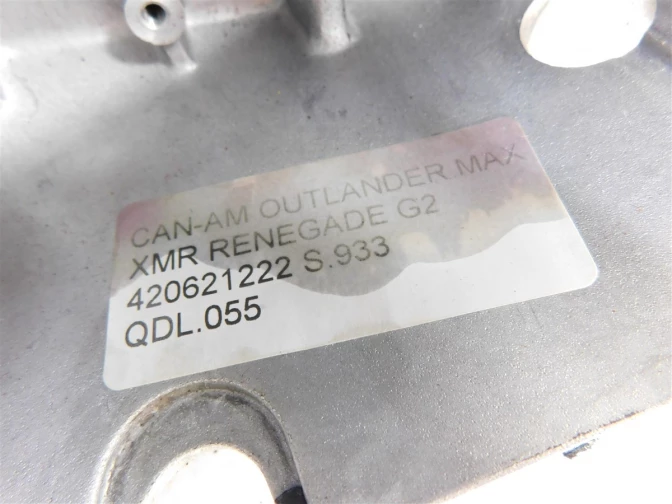 CAN-AM OUTLANDER MAX
XMR RENEGADE G2
420621222 S.933
QDL.055